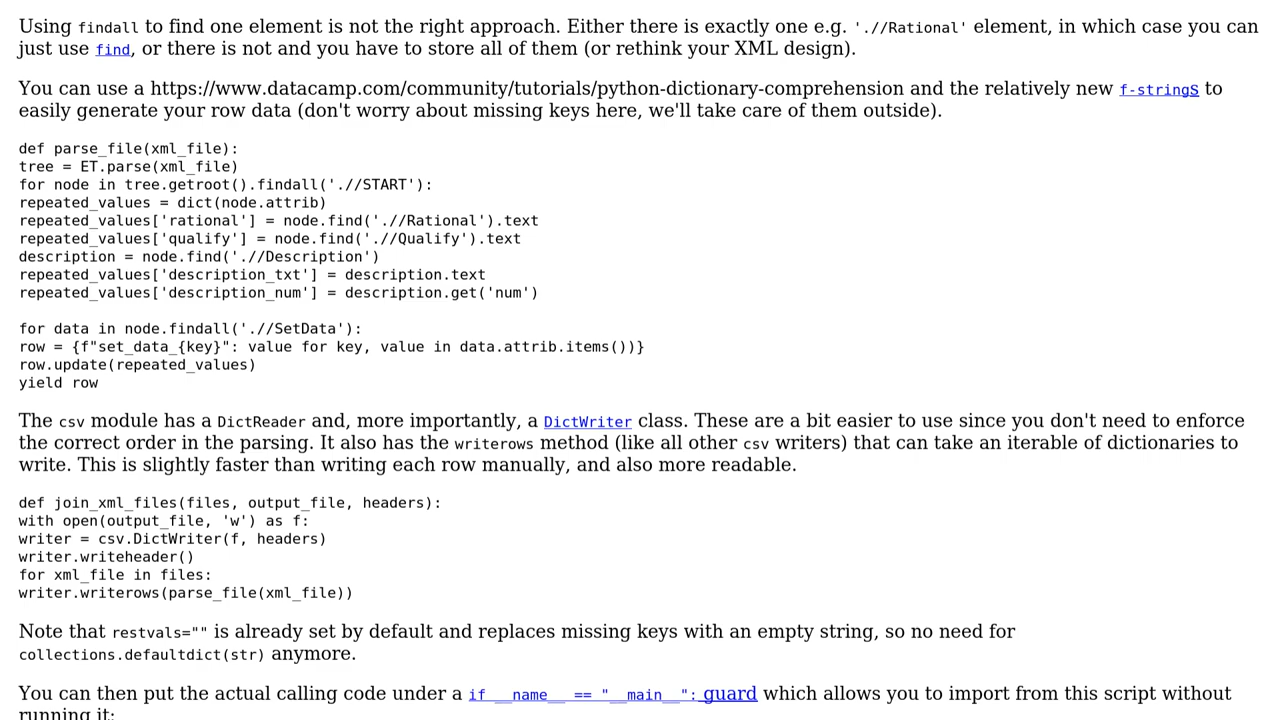 Using findall to find one element is not the right approach. Either there is exactly one e.g. './/Rational' element, in which case you can
just use find, or there is not and you have to store all of them (or rethink your XML design).
You can use a https://www.datacamp.com/community/tutorials/python-dictionary-comprehension and the relatively new f-strings to
easily generate your row data (don't worry about missing keys here, we'll take care of them outside).
def parse_file(xml_file):
tree = ET.parse(xml_file)
for node in tree.getroot().findall('.//START'):
repeated_values = dict(node.attrib)
repeated_values['rational'] = node.find('.//Rational').text
repeated_values['qualify'] = node.find('.//Qualify').text
description = node.find('.//Description')
repeated_values['description_txt'] = description.text
repeated_values['description_num'] = description.get('num')
for data in node.findall('.//SetData'):
row = {f"set_data_{key}": value for key, value in data.attrib.items())}
row.update(repeated_values)
yield row
The csv module has a DictReader and, more importantly, a DictWriter class. These are a bit easier to use since you don't need to enforce
the correct order in the parsing. It also has the writerows method (like all other csv writers) that can take an iterable of dictionaries to
write. This is slightly faster than writing each row manually, and also more readable.
def join_xml_files(files, output_file, headers):
with open(output_file, 'w') as f:
writer = csv.DictWriter(f, headers)
writer.writeheader()
for xml_file in files:
writer.writerows(parse_file(xml_file))
Note that restvals="" is already set by default and replaces missing keys with an empty string, so no need for
collections.defaultdict(str) anymore.
You can then put the actual calling code under a if __name__ == "__main__": guard which allows you to import from this script without
running it: